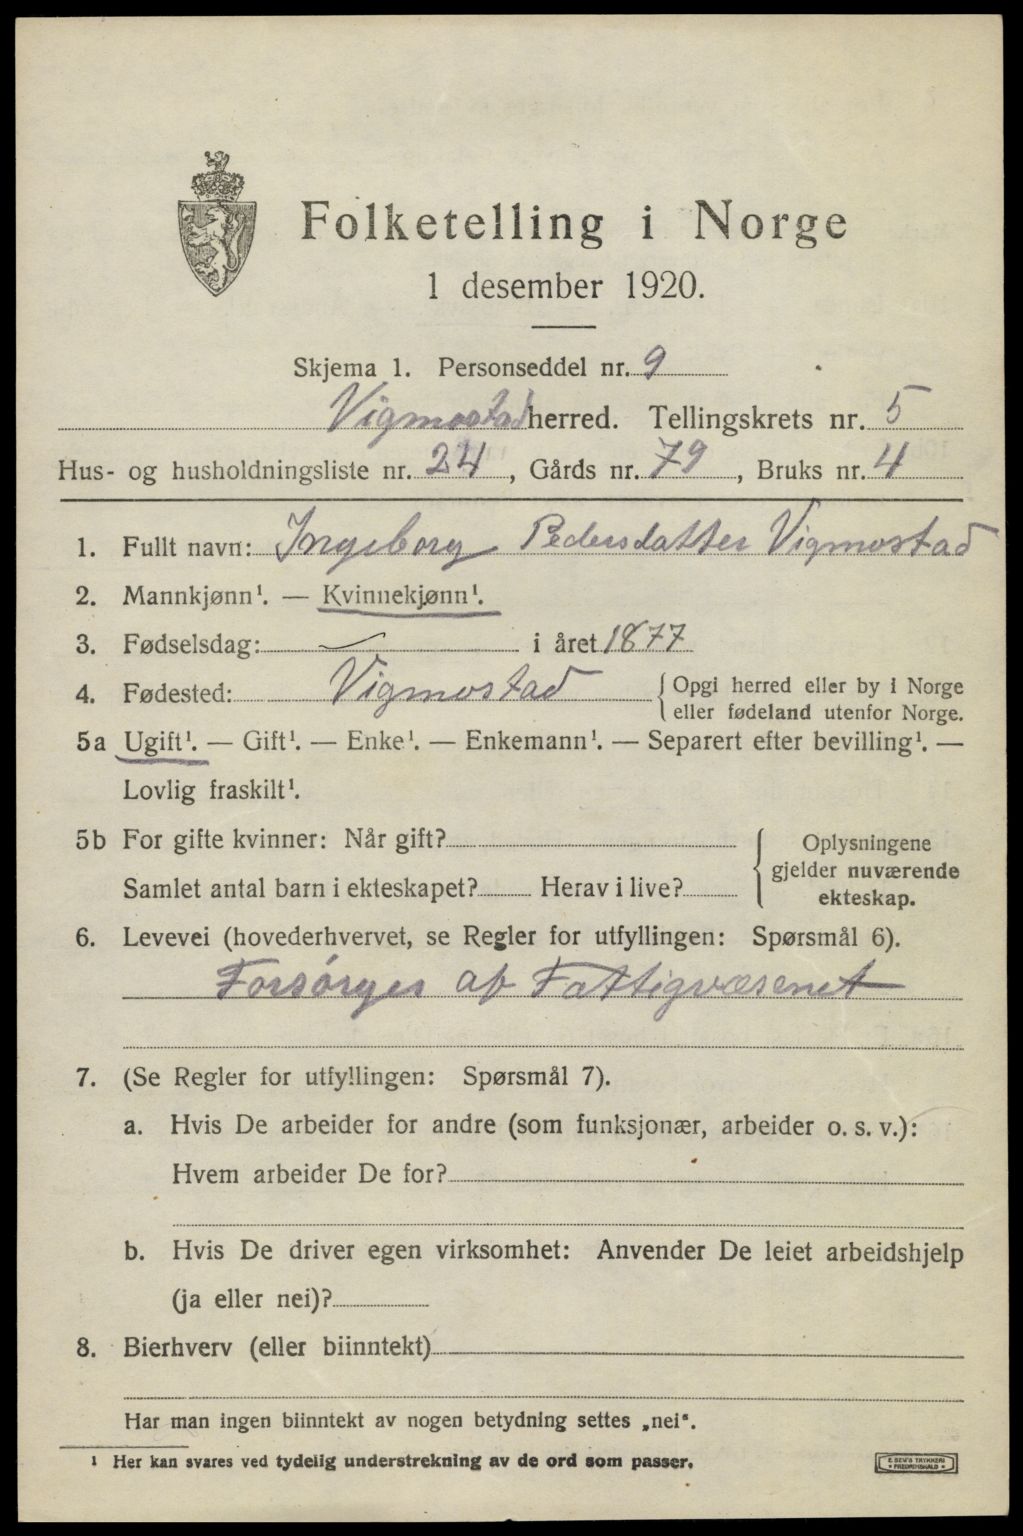 Folketelling i Norge
1 desember 1920.
Skjema 1. Personseddel nr. 9
Vigmostad herred. Tellingskrets nr. 5
Hus- og husholdningsliste nr. 24, Gårds nr. 79, Bruks nr. 4
1. Fullt navn: Ingeborg Pedersdatter Vigmostad
2. Mannkjønn¹. — Kvinnekjønn¹.
3. Fødselsdag: i året 1877
4. Fødested: Vigmostad { Opgi herred eller by i Norge
eller fødeland utenfor Norge.
5a Ugift¹. — Gift¹. — Enke¹. — Enkemann¹. — Separert efter bevilling¹. —
Lovlig fraskilt¹.
5b For gifte kvinner: Når gift? { Oplysningene
gjelder nuværende
Samlet antal barn i ekteskapet? Herav i live? ekteskap.
6. Levevei (hovederhvervet, se Regler for utfyllingen: Spørsmål 6).
Forsørges af Fattigvæsenet
7. (Se Regler for utfyllingen: Spørsmål 7).
a. Hvis De arbeider for andre (som funksjonær, arbeider o. s. v.):
Hvem arbeider De for?
b. Hvis De driver egen virksomhet: Anvender De leiet arbeidshjelp
(ja eller nei)?
8. Bierhverv (eller biinntekt)
Har man ingen biinntekt av nogen betydning settes „nei“.
¹ Her kan svares ved tydelig understrekning av de ord som passer.
E. SEM'S TRYKKERI
FREDRIKSHALD